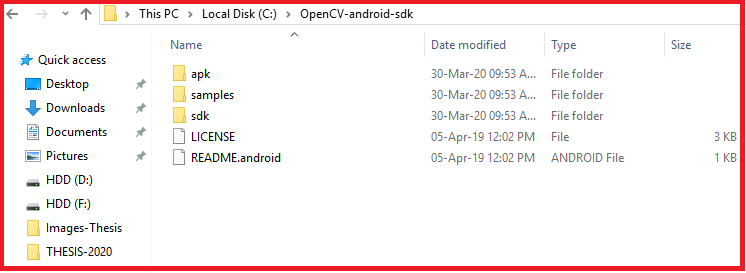 This PC > Local Disk (C:) > OpenCV-android-sdk
Name Date modified Type Size
Quick access
Desktop
Downloads
Documents
Pictures
HDD (D:)
HDD (F:)
Images-Thesis
THESIS-2020
apk 30-Mar-20 09:53 A... File folder
samples 30-Mar-20 09:53 A... File folder
sdk 30-Mar-20 09:53 A... File folder
LICENSE 05-Apr-19 12:02 PM File 3 KB
README.android 05-Apr-19 12:02 PM ANDROID File 1 KB